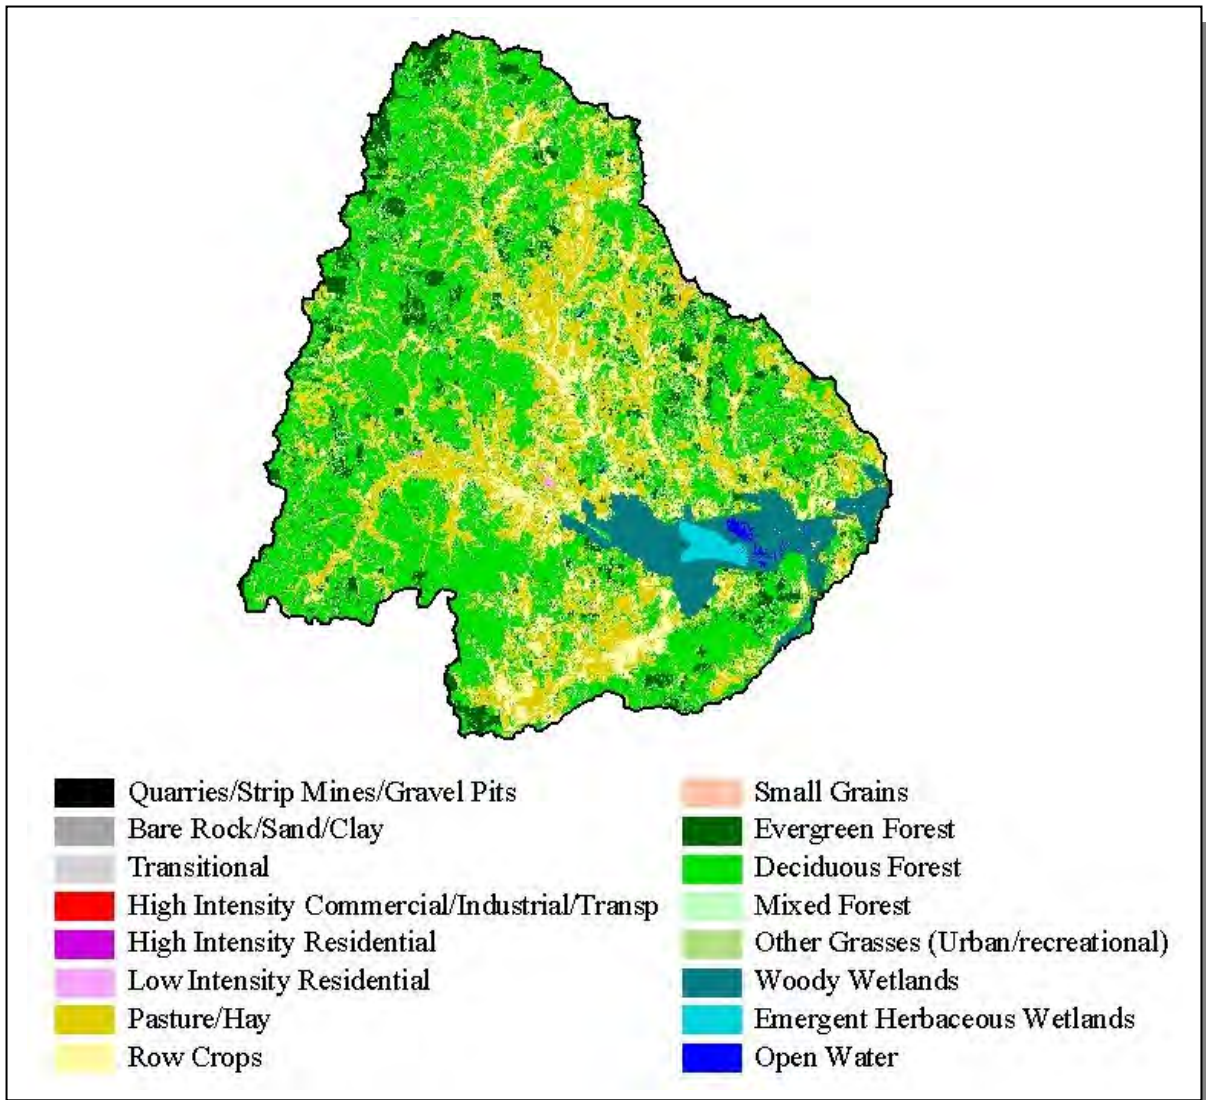 Quarries/Strip Mines/Gravel Pits
Bare Rock/Sand/Clay
Transitional
High Intensity Commercial/Industrial/Transp
High Intensity Residential
Low Intensity Residential
Pasture/Hay
Row Crops
Small Grains
Evergreen Forest
Deciduous Forest
Mixed Forest
Other Grasses (Urban/recreational)
Woody Wetlands
Emergent Herbaceous Wetlands
Open Water